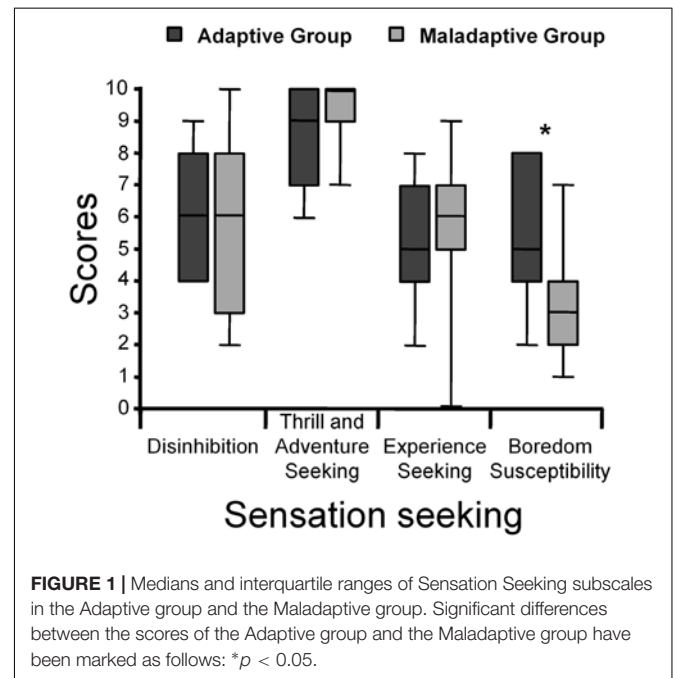 Adaptive Group Maladaptive Group
10
9
8
7
6
5
4
3
2
1
0
Scores
*
Disinhibition
Thrill and
Adventure
Seeking
Experience
Seeking
Boredom
Susceptibility
Sensation seeking
FIGURE 1 | Medians and interquartile ranges of Sensation Seeking subscales
in the Adaptive group and the Maladaptive group. Significant differences
between the scores of the Adaptive group and the Maladaptive group have
been marked as follows: *p < 0.05.